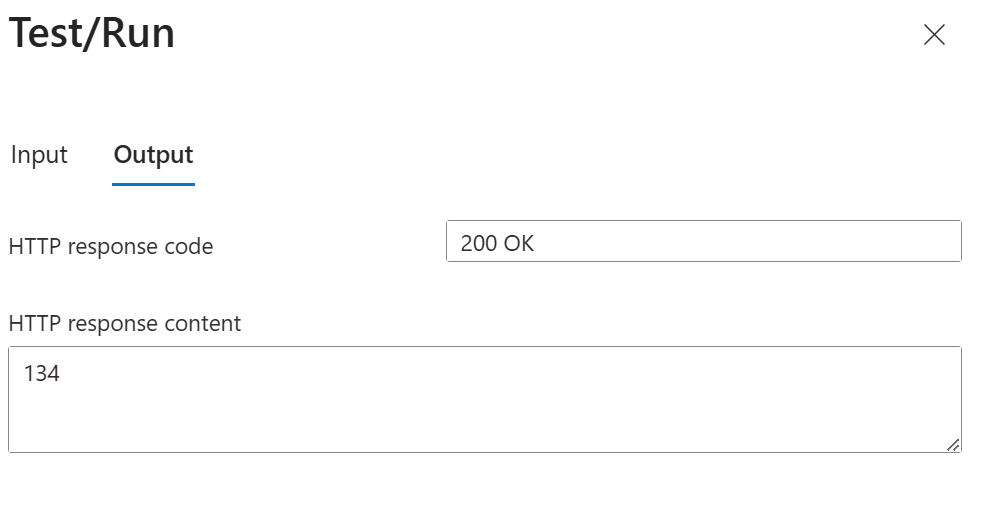 Test/Run
Input Output
HTTP response code 200 OK
HTTP response content
134